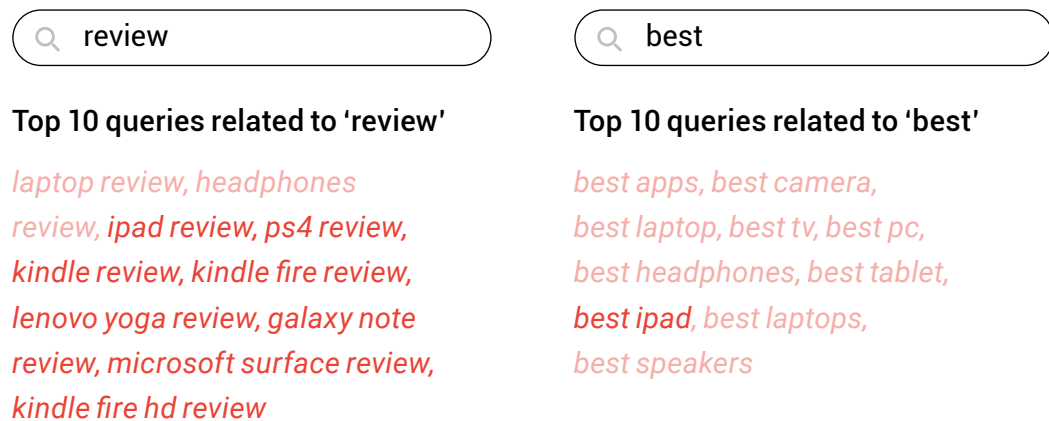 review
Top 10 queries related to ‘review’
laptop review, headphones
review, ipad review, ps4 review,
kindle review, kindle fire review,
lenovo yoga review, galaxy note
review, microsoft surface review,
kindle fire hd review
best
Top 10 queries related to ‘best’
best apps, best camera,
best laptop, best tv, best pc,
best headphones, best tablet,
best ipad, best laptops,
best speakers